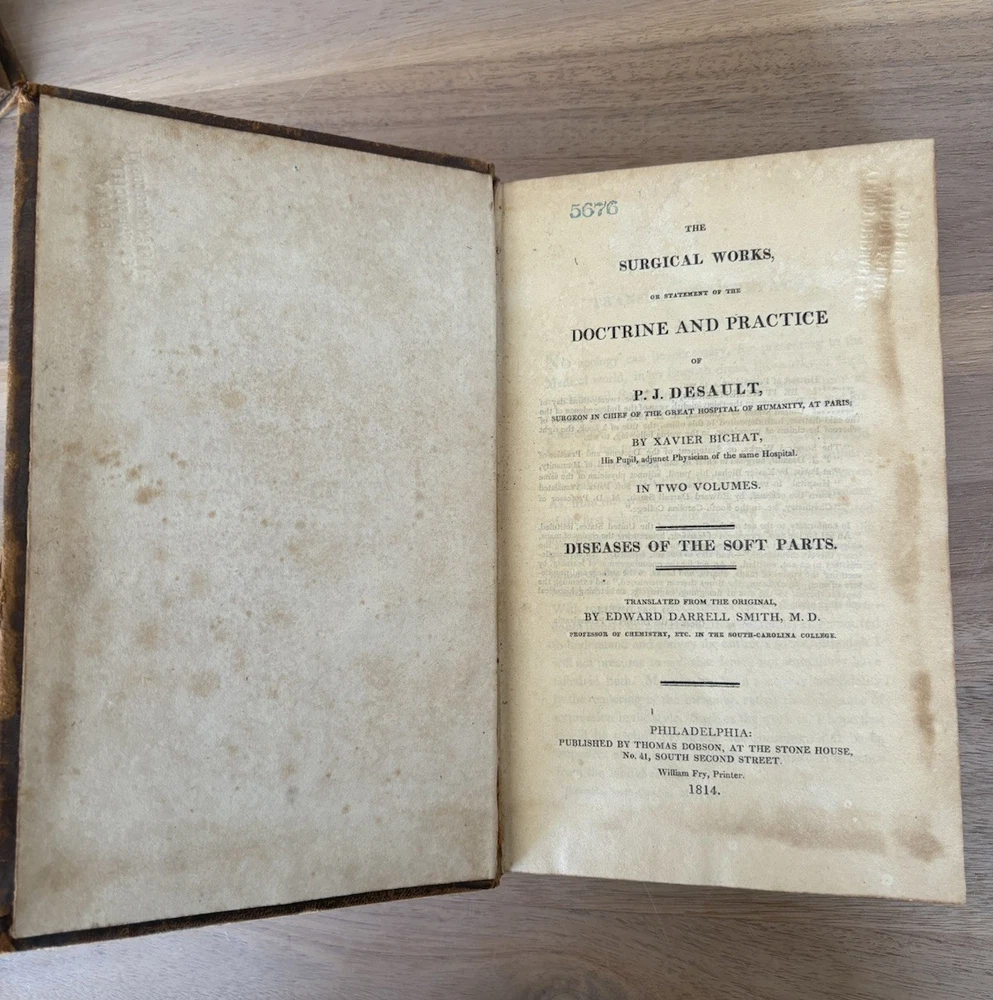 5676
THE
SURGICAL WORKS,
OR STATEMENT OF THE
DOCTRINE AND PRACTICE
OF
P. J. DESAULT,
SURGEON IN CHIEF OF THE GREAT HOSPITAL OF HUMANITY, AT PARIS;
BY XAVIER BICHAT,
His Pupil, adjunct Physician of the same Hospital.
IN TWO VOLUMES.
DISEASES OF THE SOFT PARTS.
TRANSLATED FROM THE ORIGINAL,
BY EDWARD DARRELL SMITH, M. D.
PROFESSOR OF CHEMISTRY, ETC. IN THE SOUTH-CAROLINA COLLEGE.
PHILADELPHIA:
PUBLISHED BY THOMAS DOBSON, AT THE STONE HOUSE,
No. 41, SOUTH SECOND STREET.
William Fry, Printer.
1814.